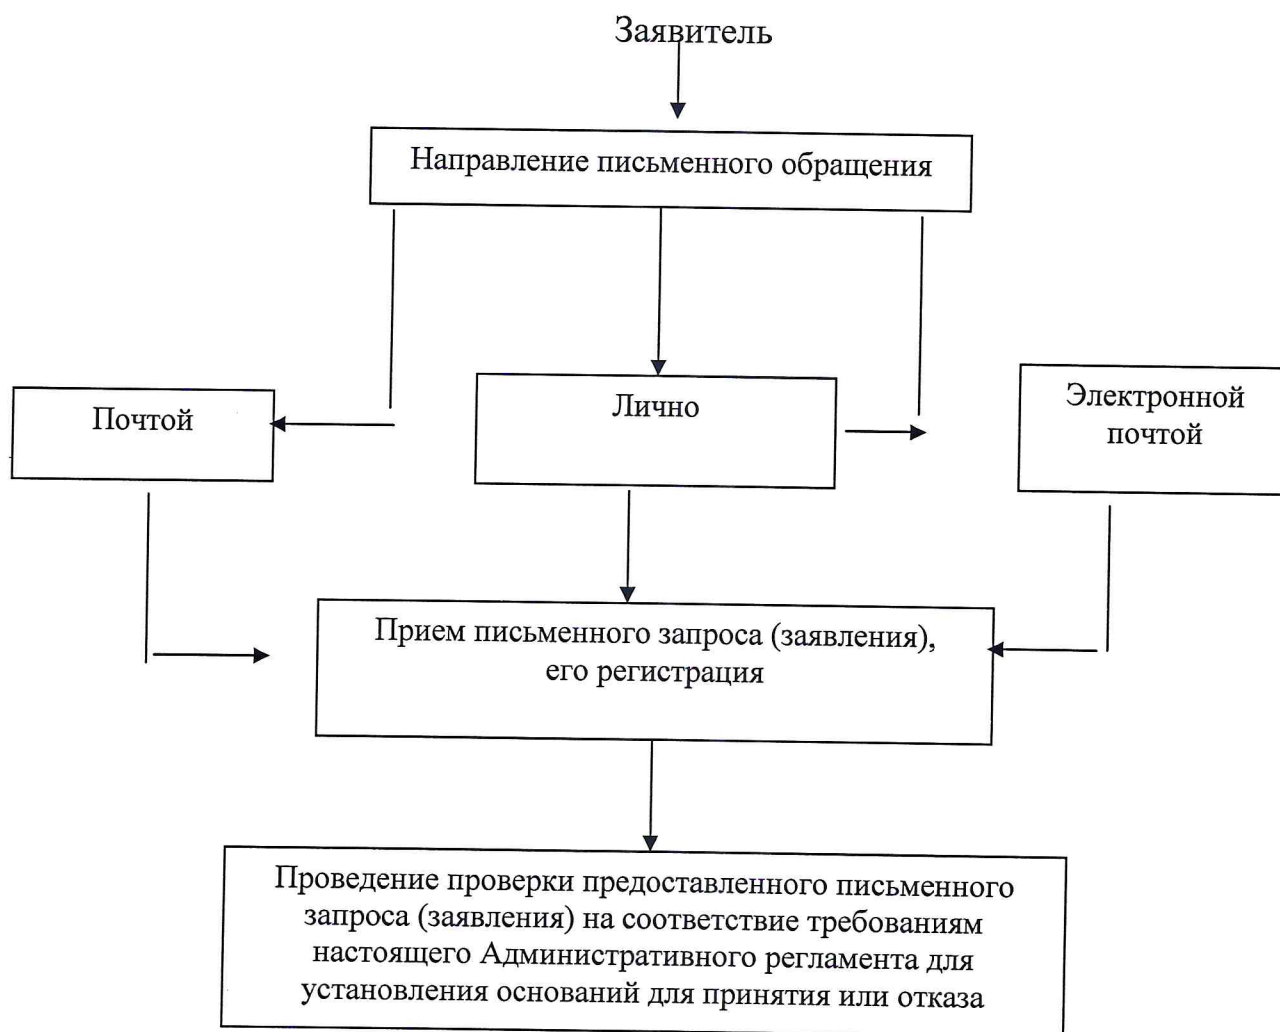 Заявитель
Направление письменного обращения
Почтой
Лично
Электронной
почтой
Прием письменного запроса (заявления),
его регистрация
Проведение проверки предоставленного письменного
запроса (заявления) на соответствие требованиям
настоящего Административного регламента для
установления оснований для принятия или отказа